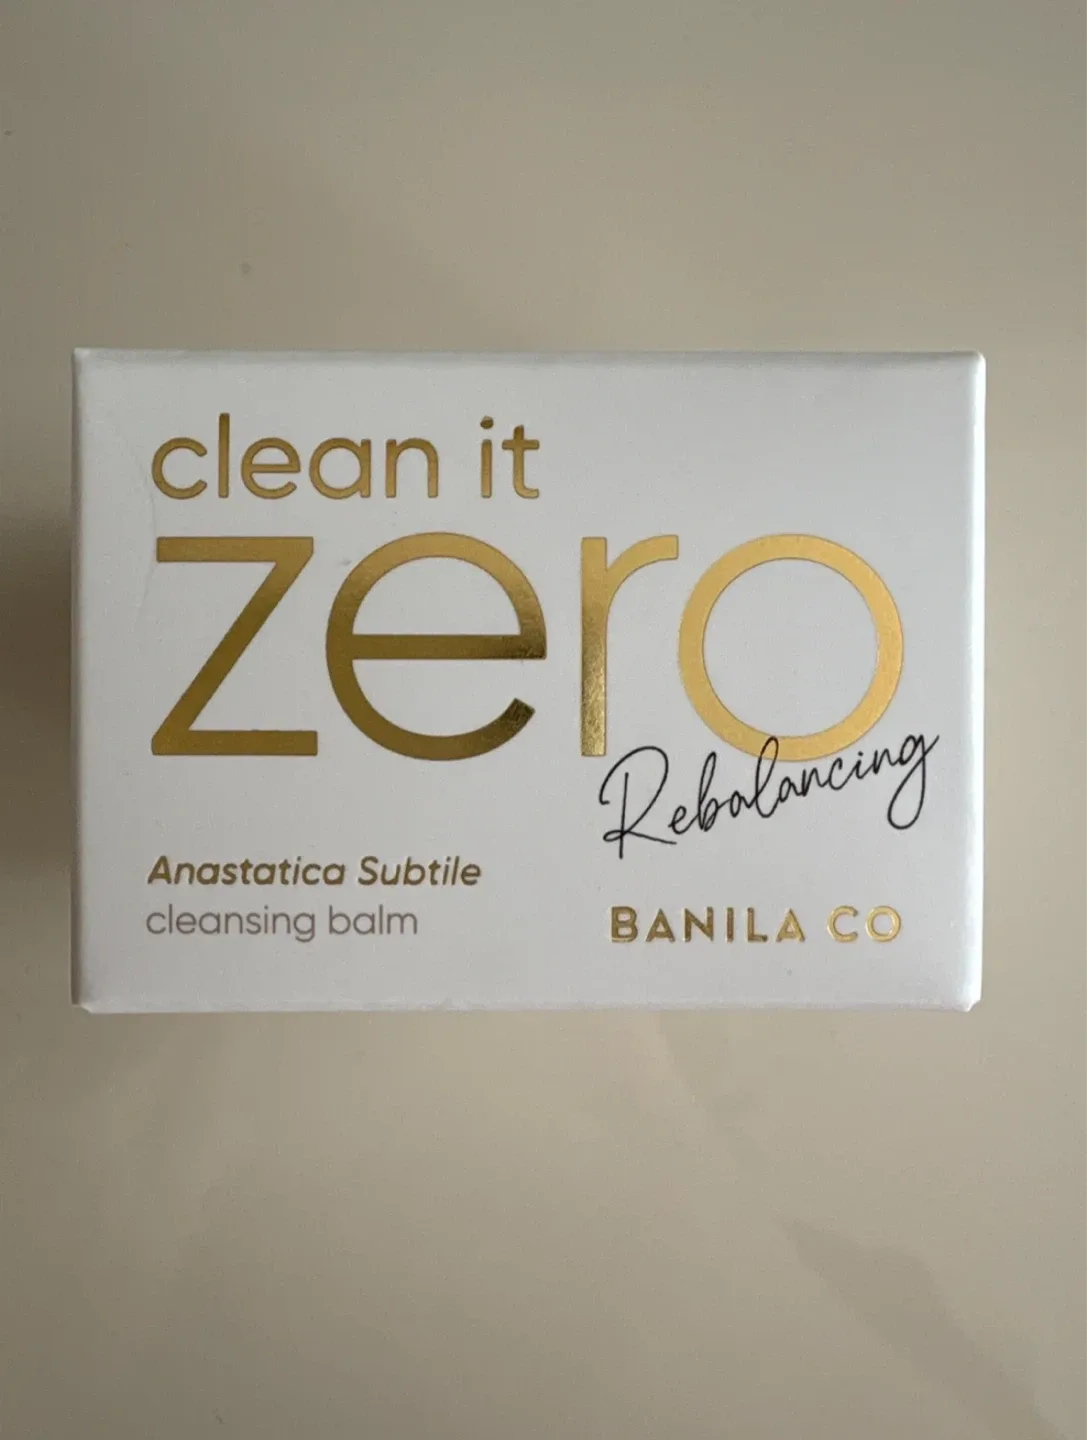 clean it
zero
Rebalancing
Anastatica Subtile
cleansing balm
BANILA CO